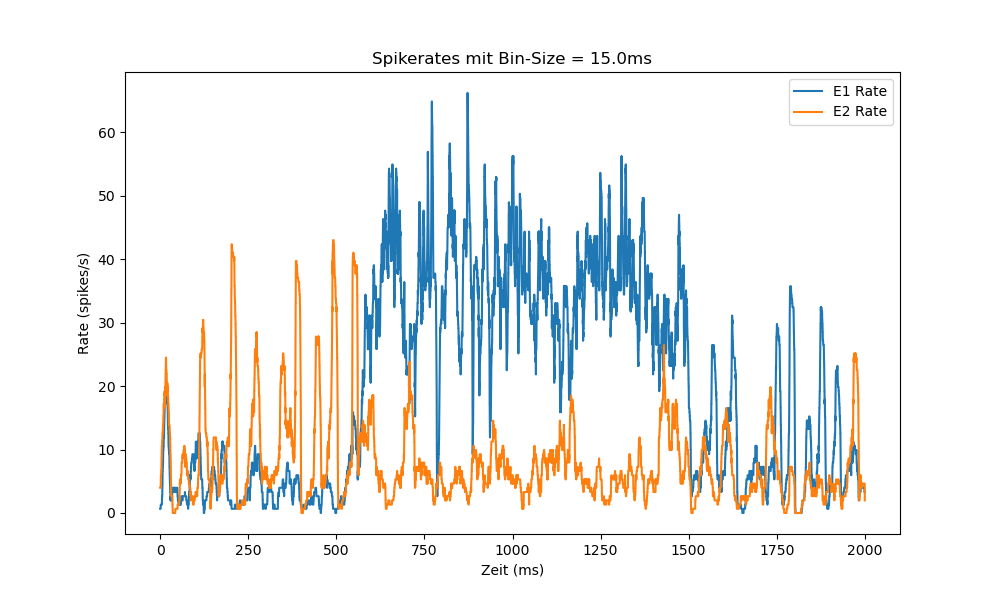 Spikerates mit Bin-Size = 15.0ms
E1 Rate
E2 Rate
Rate (spikes/s)
60
50
40
30
20
10
0
0 250 500 750 1000 1250 1500 1750 2000
Zeit (ms)